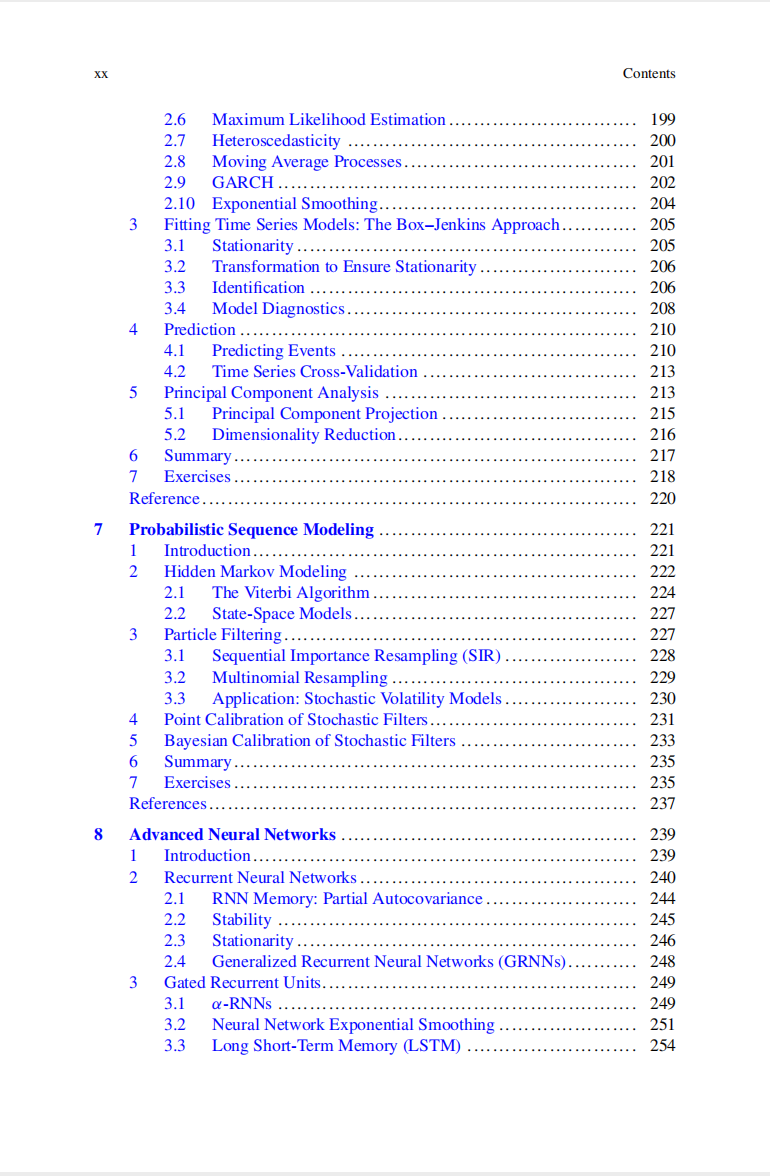 xx Contents
2.6 Maximum Likelihood Estimation .............................. 199
2.7 Heteroscedasticity .............................................. 200
2.8 Moving Average Processes..................................... 201
2.9 GARCH ......................................................... 202
2.10 Exponential Smoothing......................................... 204
3 Fitting Time Series Models: The Box–Jenkins Approach............ 205
3.1 Stationarity ...................................................... 205
3.2 Transformation to Ensure Stationarity ......................... 206
3.3 Identification .................................................... 206
3.4 Model Diagnostics.............................................. 208
4 Prediction ............................................................... 210
4.1 Predicting Events ............................................... 210
4.2 Time Series Cross-Validation .................................. 213
5 Principal Component Analysis ........................................ 213
5.1 Principal Component Projection ............................... 215
5.2 Dimensionality Reduction...................................... 216
6 Summary................................................................ 217
7 Exercises ................................................................ 218
Reference..................................................................... 220
7 Probabilistic Sequence Modeling ......................................... 221
1 Introduction............................................................. 221
2 Hidden Markov Modeling ............................................. 222
2.1 The Viterbi Algorithm .......................................... 224
2.2 State-Space Models............................................. 227
3 Particle Filtering........................................................ 227
3.1 Sequential Importance Resampling (SIR) ..................... 228
3.2 Multinomial Resampling ....................................... 229
3.3 Application: Stochastic Volatility Models ..................... 230
4 Point Calibration of Stochastic Filters................................. 231
5 Bayesian Calibration of Stochastic Filters ............................ 233
6 Summary................................................................ 235
7 Exercises ................................................................ 235
References.................................................................... 237
8 Advanced Neural Networks ............................................... 239
1 Introduction............................................................. 239
2 Recurrent Neural Networks ............................................ 240
2.1 RNN Memory: Partial Autocovariance ........................ 244
2.2 Stability ......................................................... 245
2.3 Stationarity ...................................................... 246
2.4 Generalized Recurrent Neural Networks (GRNNs)........... 248
3 Gated Recurrent Units.................................................. 249
3.1 α-RNNs ......................................................... 249
3.2 Neural Network Exponential Smoothing ...................... 251
3.3 Long Short-Term Memory (LSTM) ........................... 254